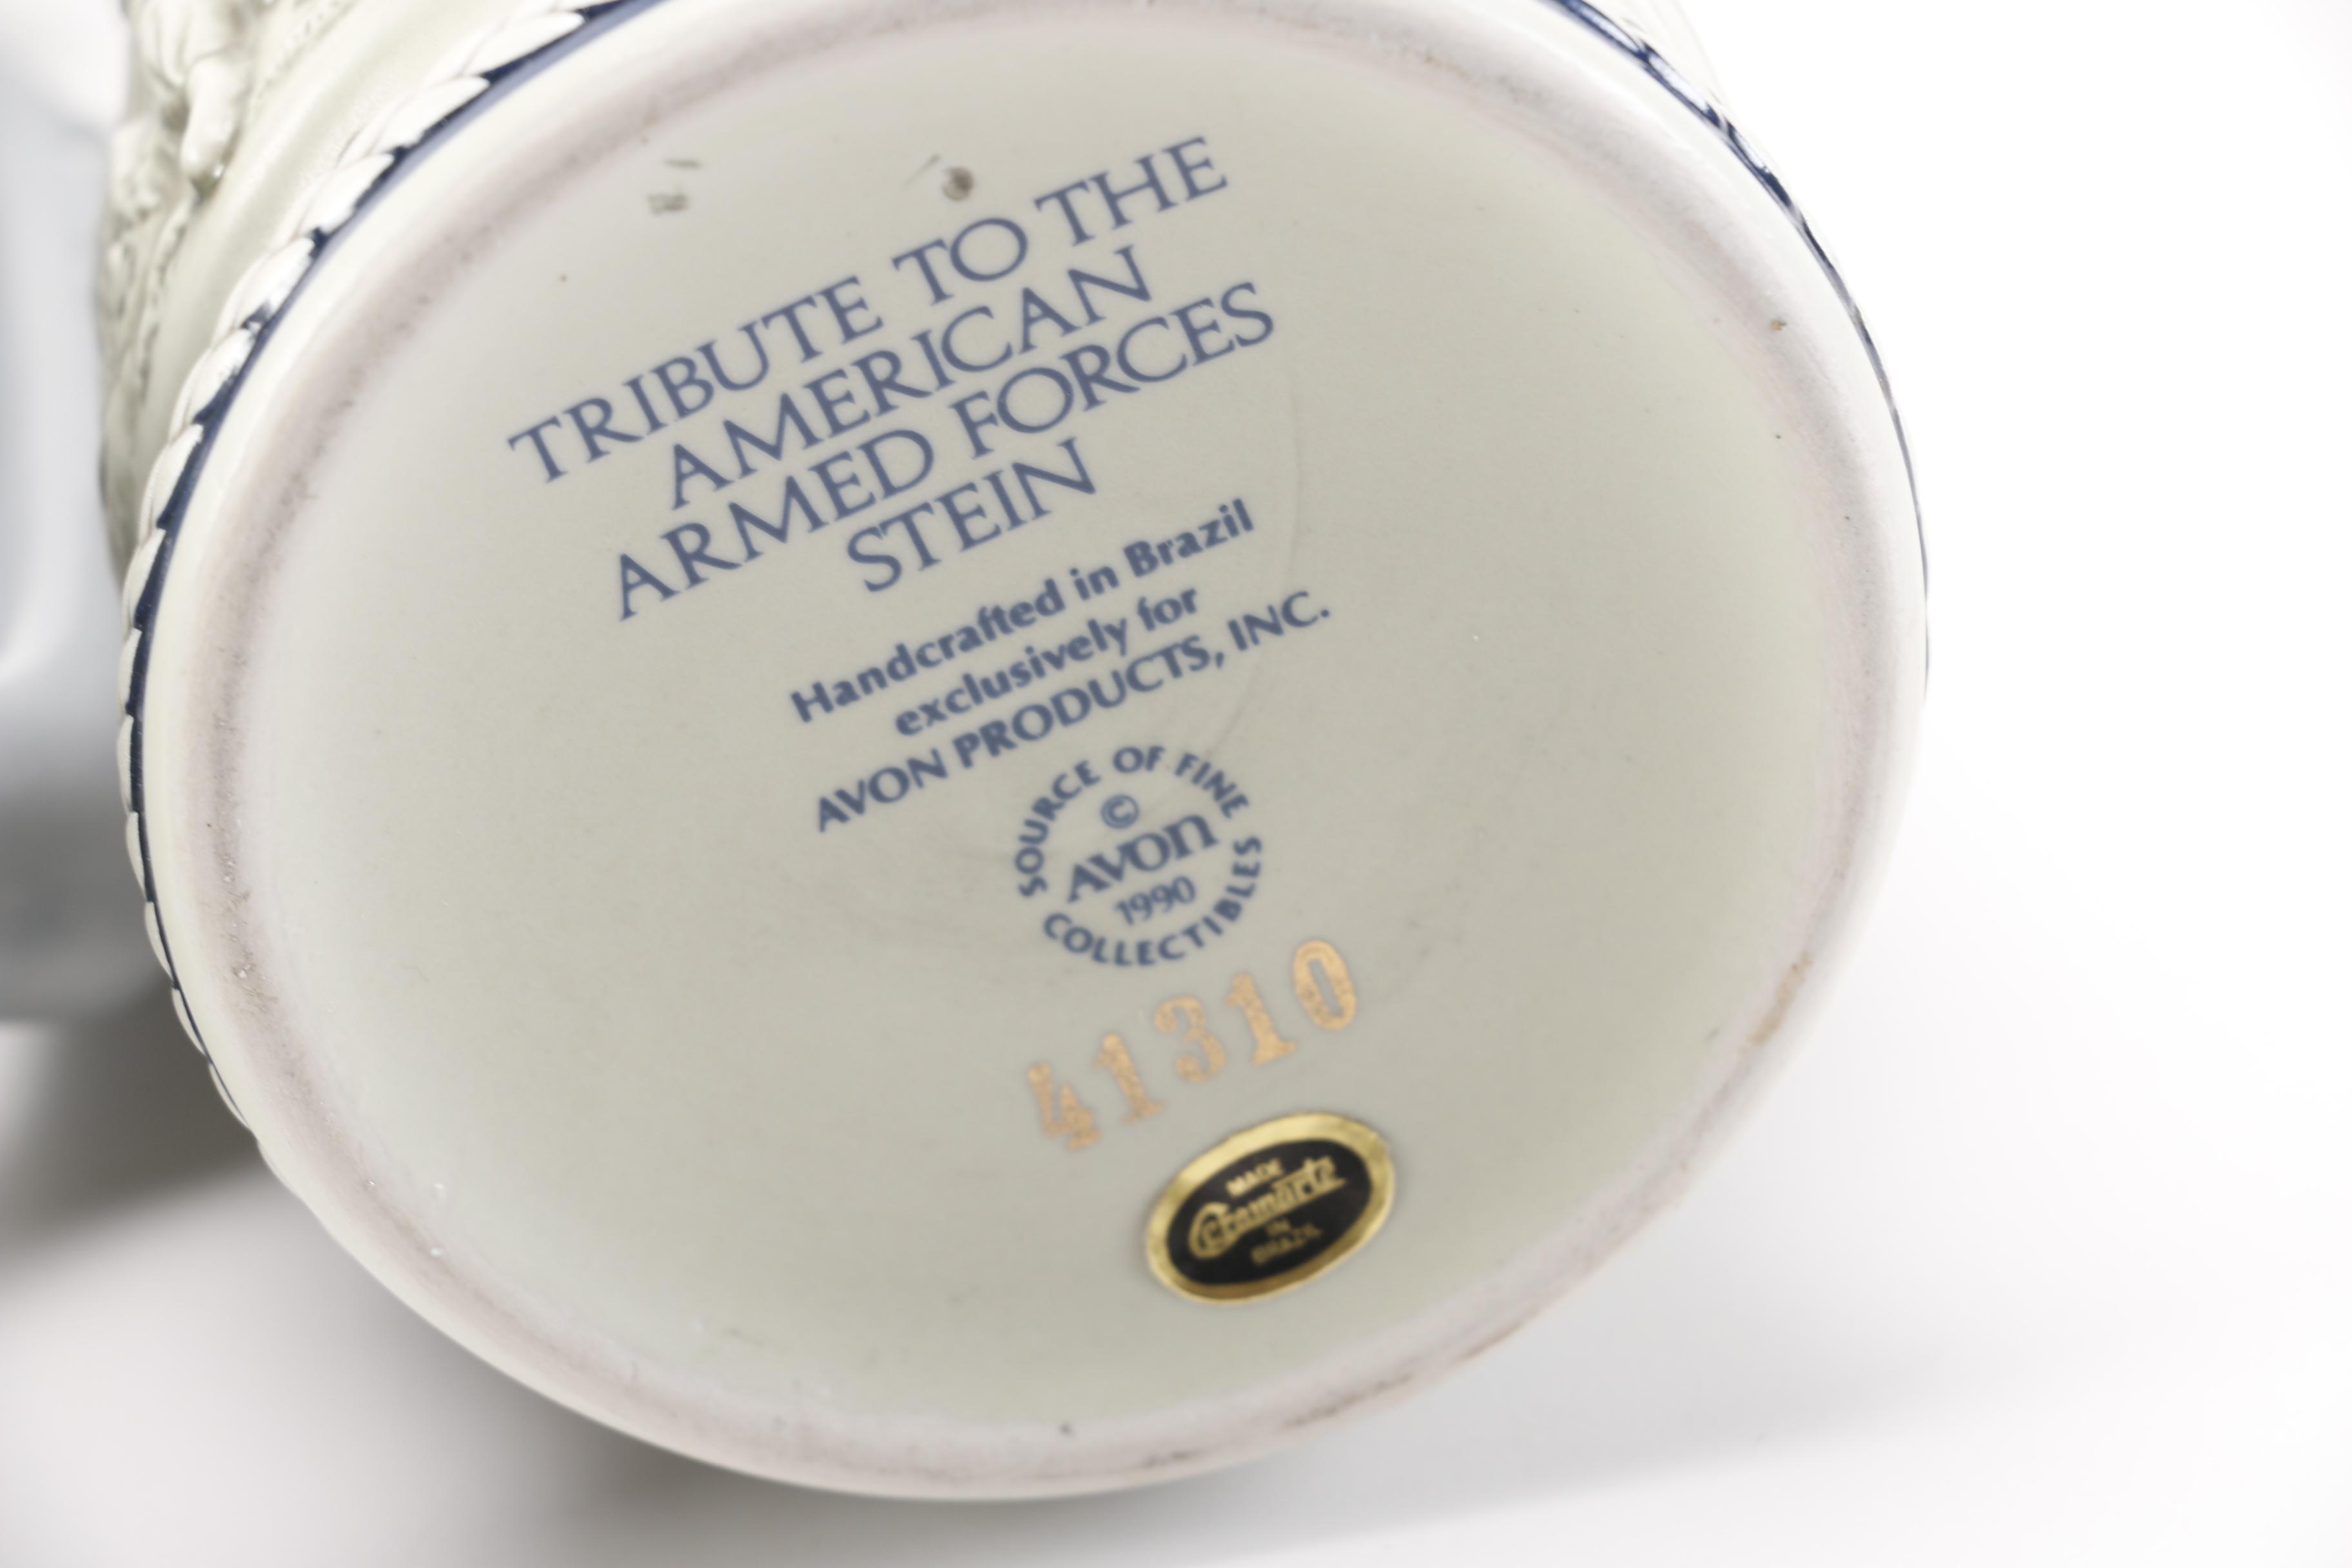 TRIBUTE TO THE
AMERICAN
ARMED FORCES
STEIN
Handcrafted in Brazil
exclusively for
AVON PRODUCTS, INC.
SOURCE OF FINE
©
AVON
1990
COLLECTIBLES
41310
MADE
Ceramarte
IN
BRAZIL